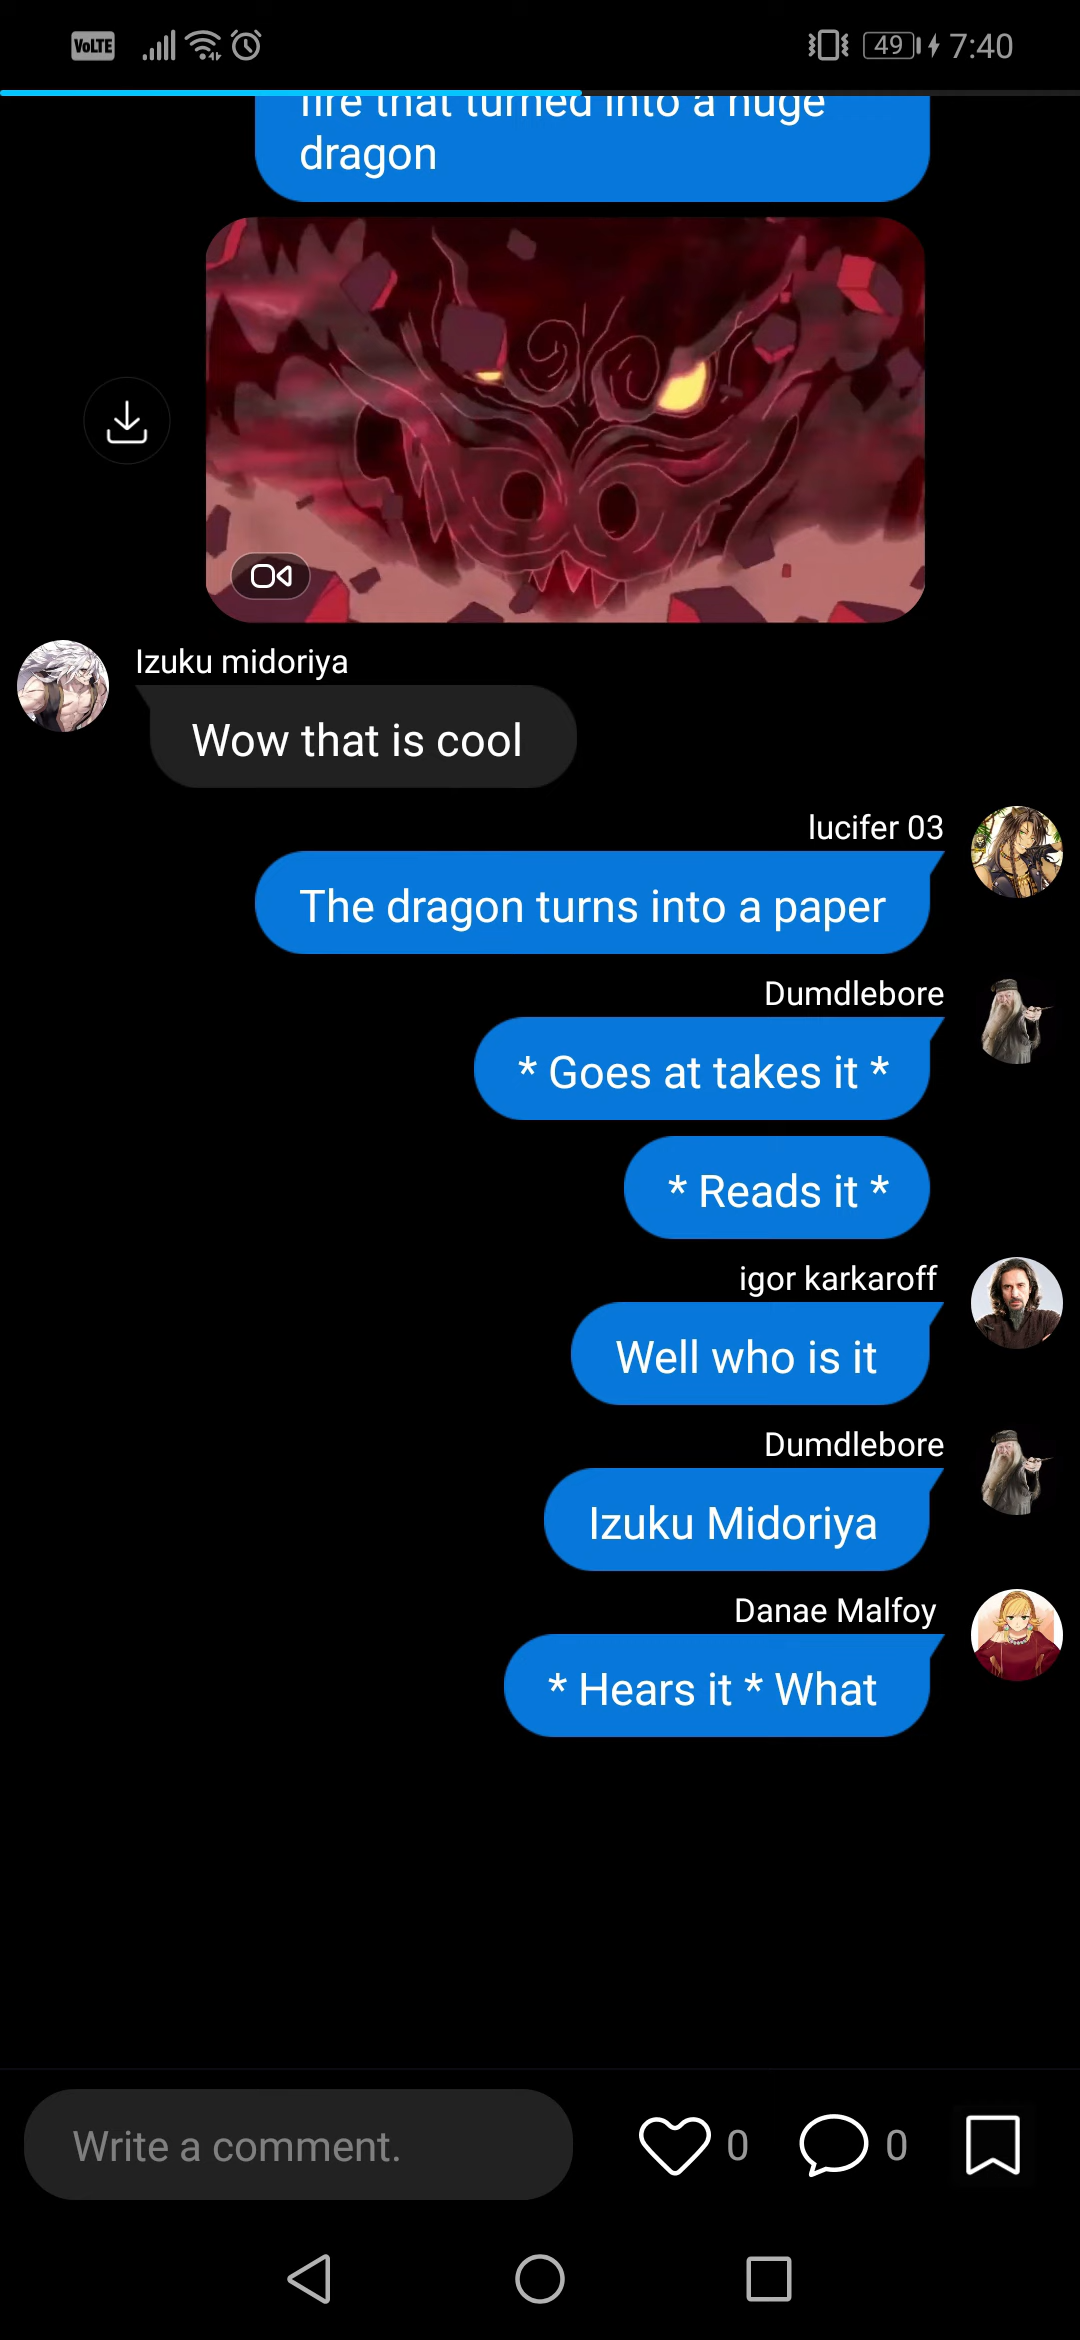 VoLTE 49 7:40
fire that turned into a huge
dragon
Izuku midoriya
Wow that is cool
lucifer 03
The dragon turns into a paper
Dumdlebore
* Goes at takes it *
* Reads it *
igor karkaroff
Well who is it
Dumdlebore
Izuku Midoriya
Danae Malfoy
* Hears it * What
Write a comment.
0
0